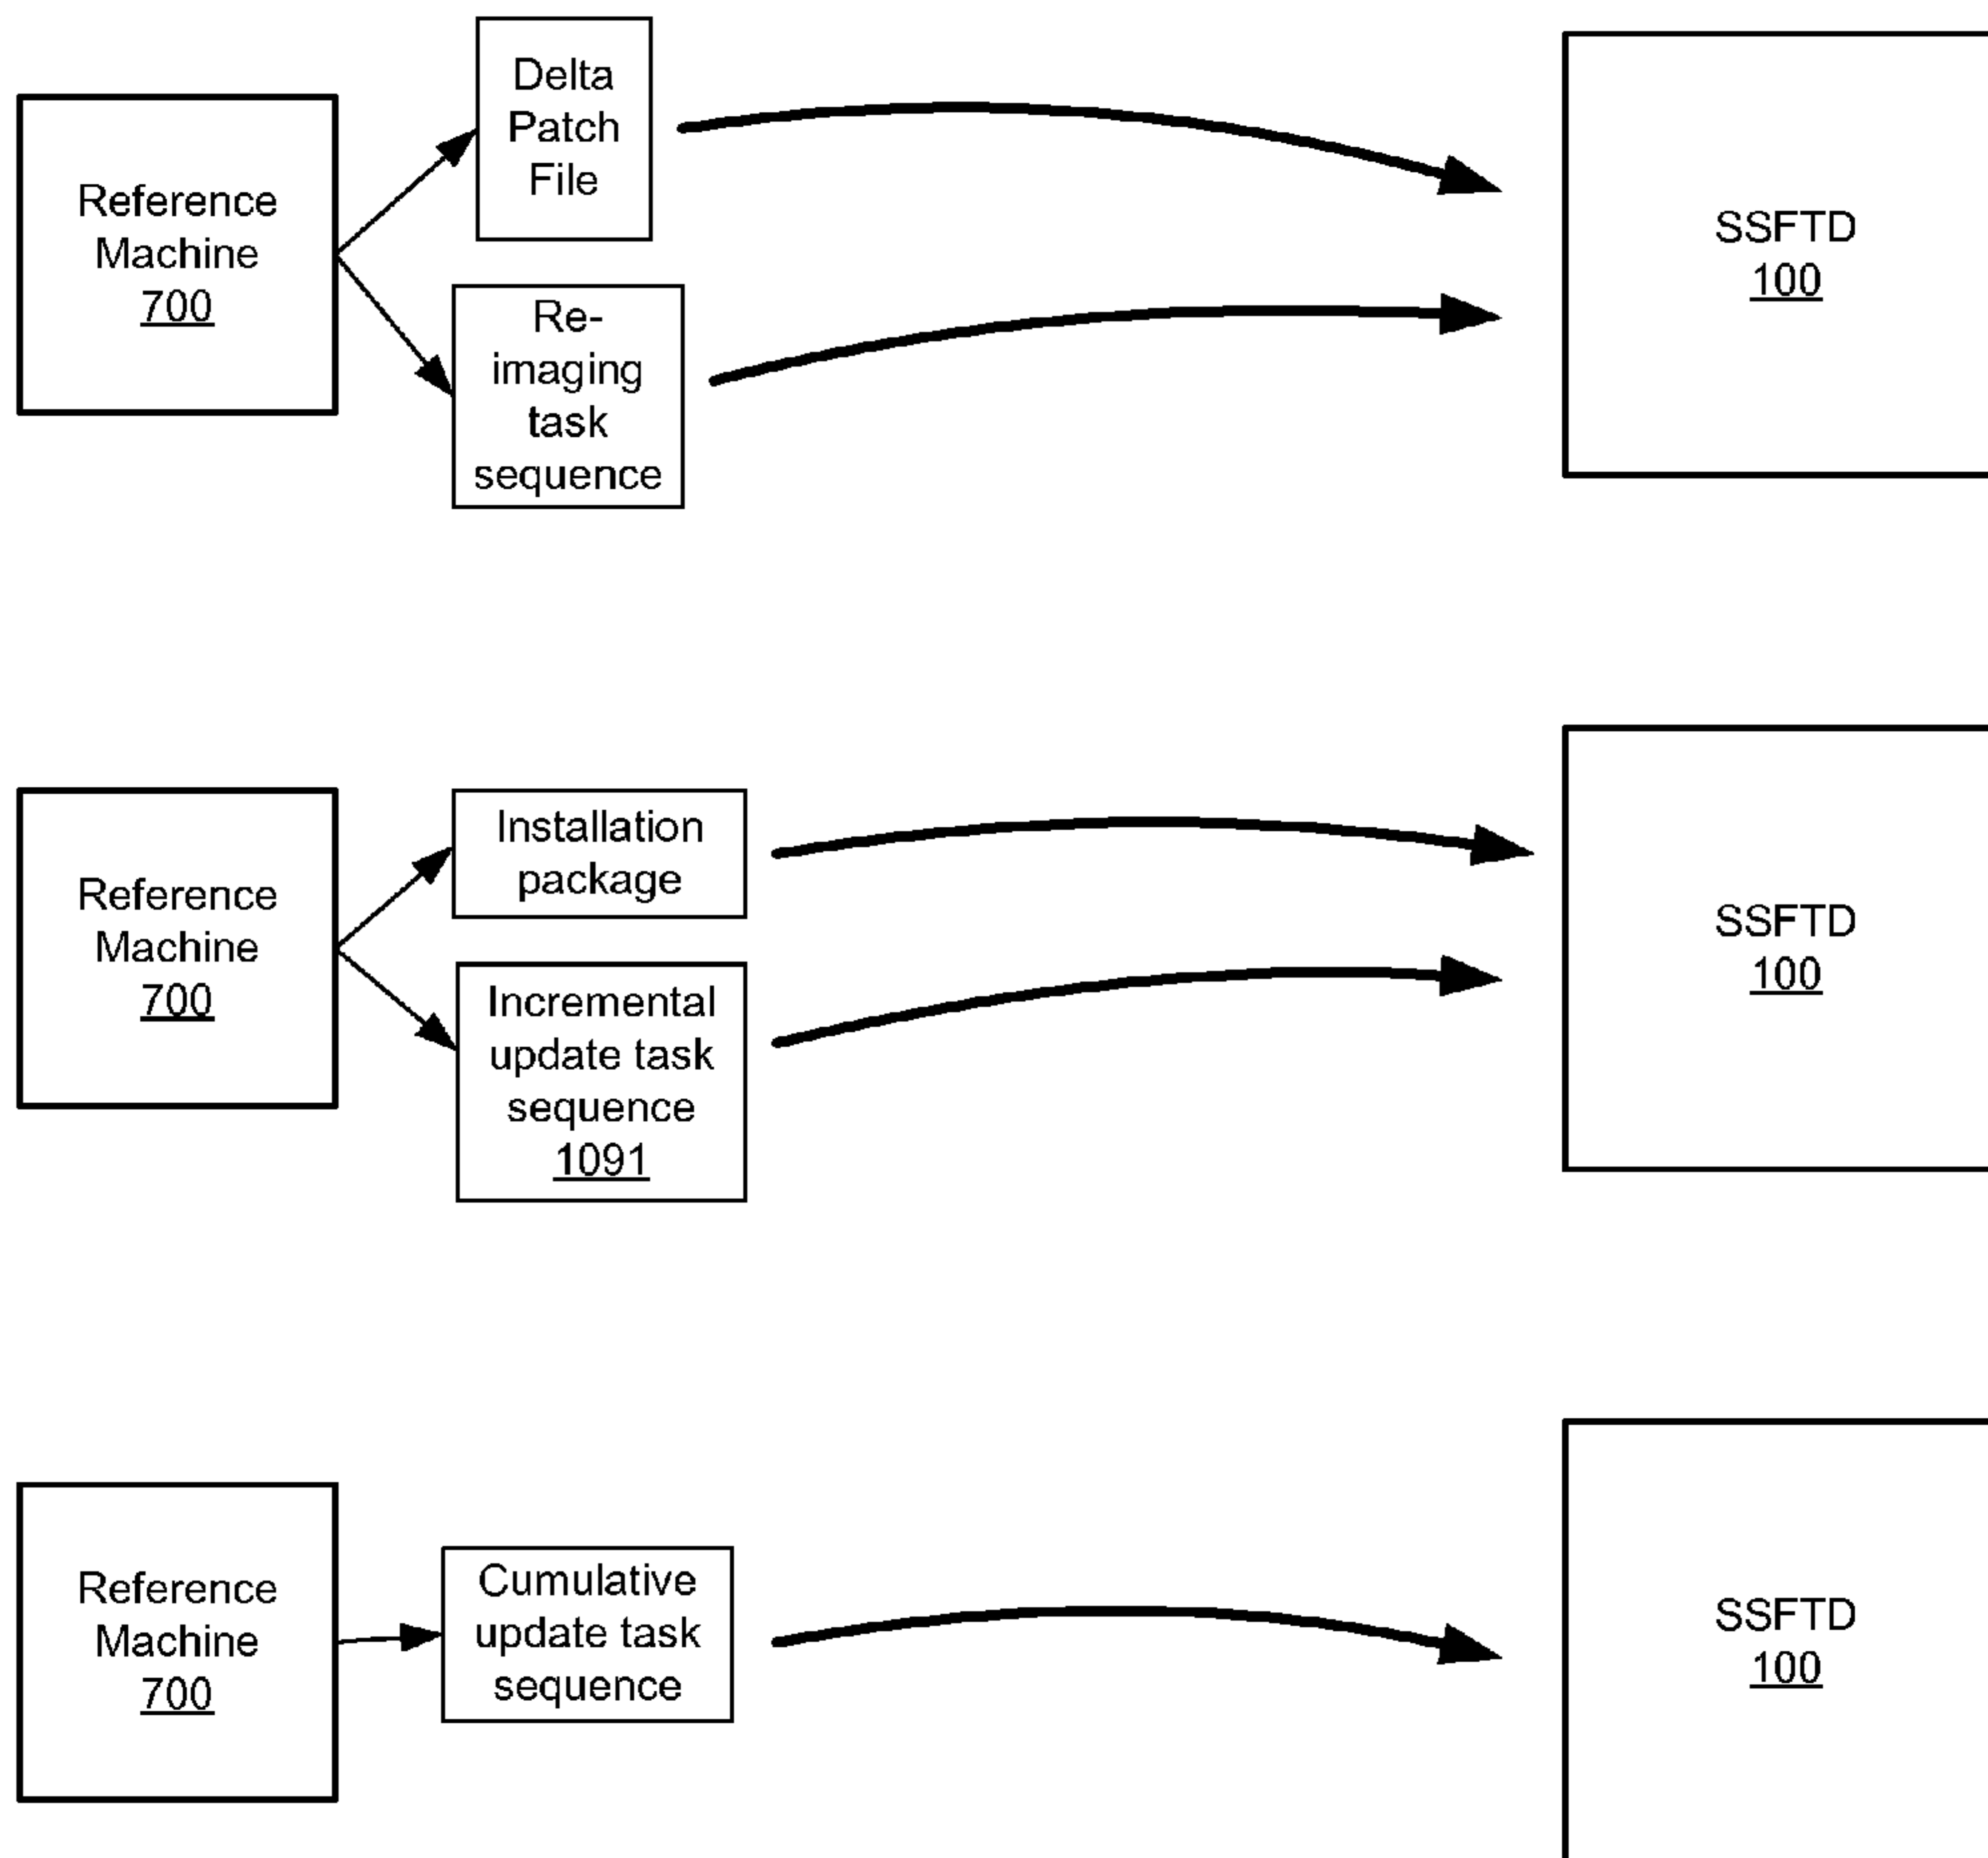 Delta
Patch
File
Reference
Machine
700
Re-
imaging
task
sequence
SSFTD
100
Reference
Machine
700
Installation
package
Incremental
update task
sequence
1091
SSFTD
100
Reference
Machine
700
Cumulative
update task
sequence
SSFTD
100